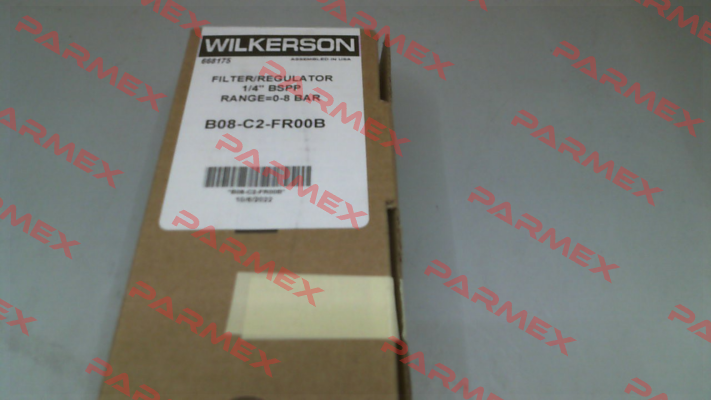 WILKERSON
868175 ASSEMBLED IN USA
FILTER/REGULATOR
1/4" BSPP
RANGE=0-8 BAR
B08-C2-FR00B
*B08-C2-FR00B*
10/6/2022
PARMEX
PARMEX
PARMEX
PARMEX
PARMEX
PARMEX
PARMEX
PARMEX
PARMEX
PARMEX
PARMEX
PARMEX